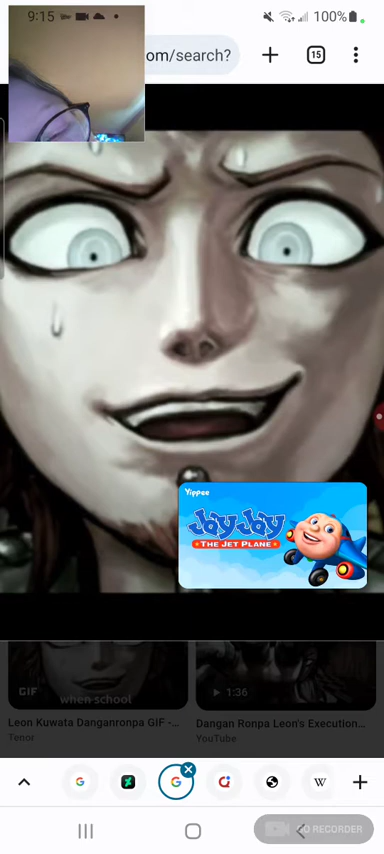 9:15
100%
om/search?
15
Yippee
Jay Jay
THE JET PLANE
GIF
when school
1:36
Leon Kuwata Danganronpa GIF -...
Tenor
Dangan Ronpa Leon's Execution...
YouTube
GO RECORDER